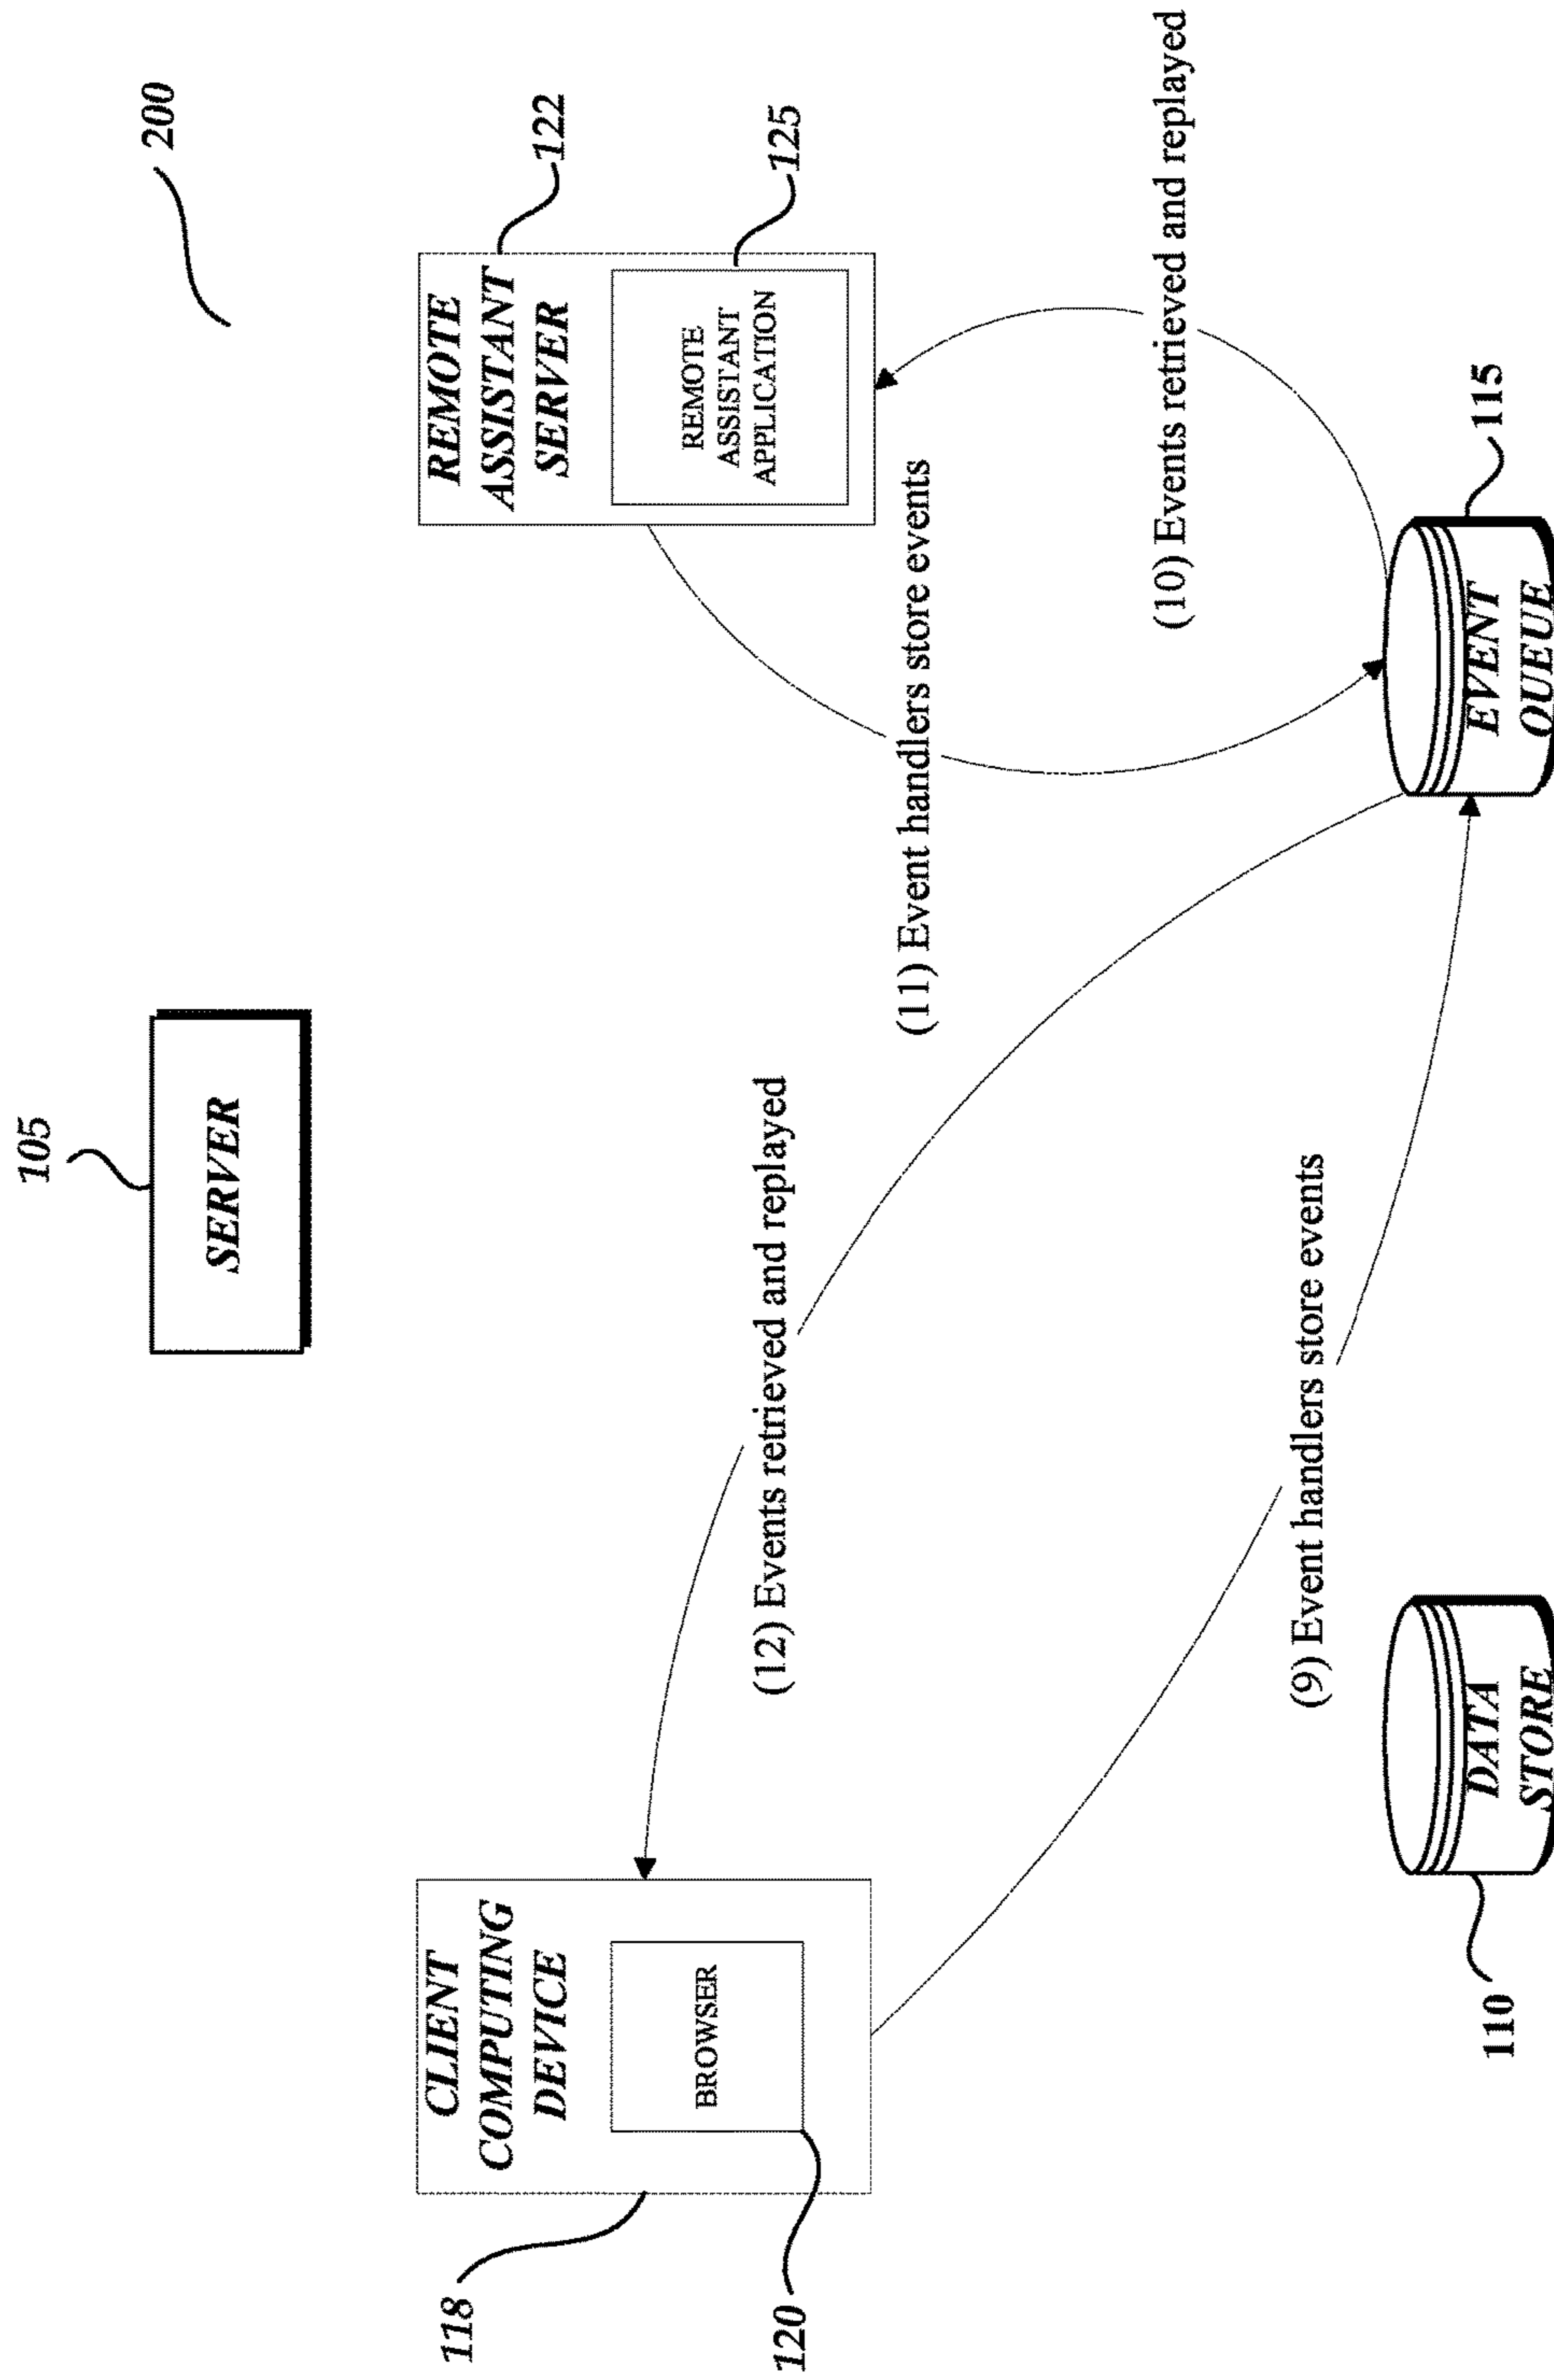 200
105
SERVER
CLIENT
COMPUTING
DEVICE
BROWSER
118
120
REMOTE
ASSISTANT
SERVER
REMOTE
ASSISTANT
APPLICATION
122
125
(12) Events retrieved and replayed
(11) Event handlers store events
(10) Events retrieved and replayed
(9) Event handlers store events
DATA
STORE
110
EVENT
QUEUE
115